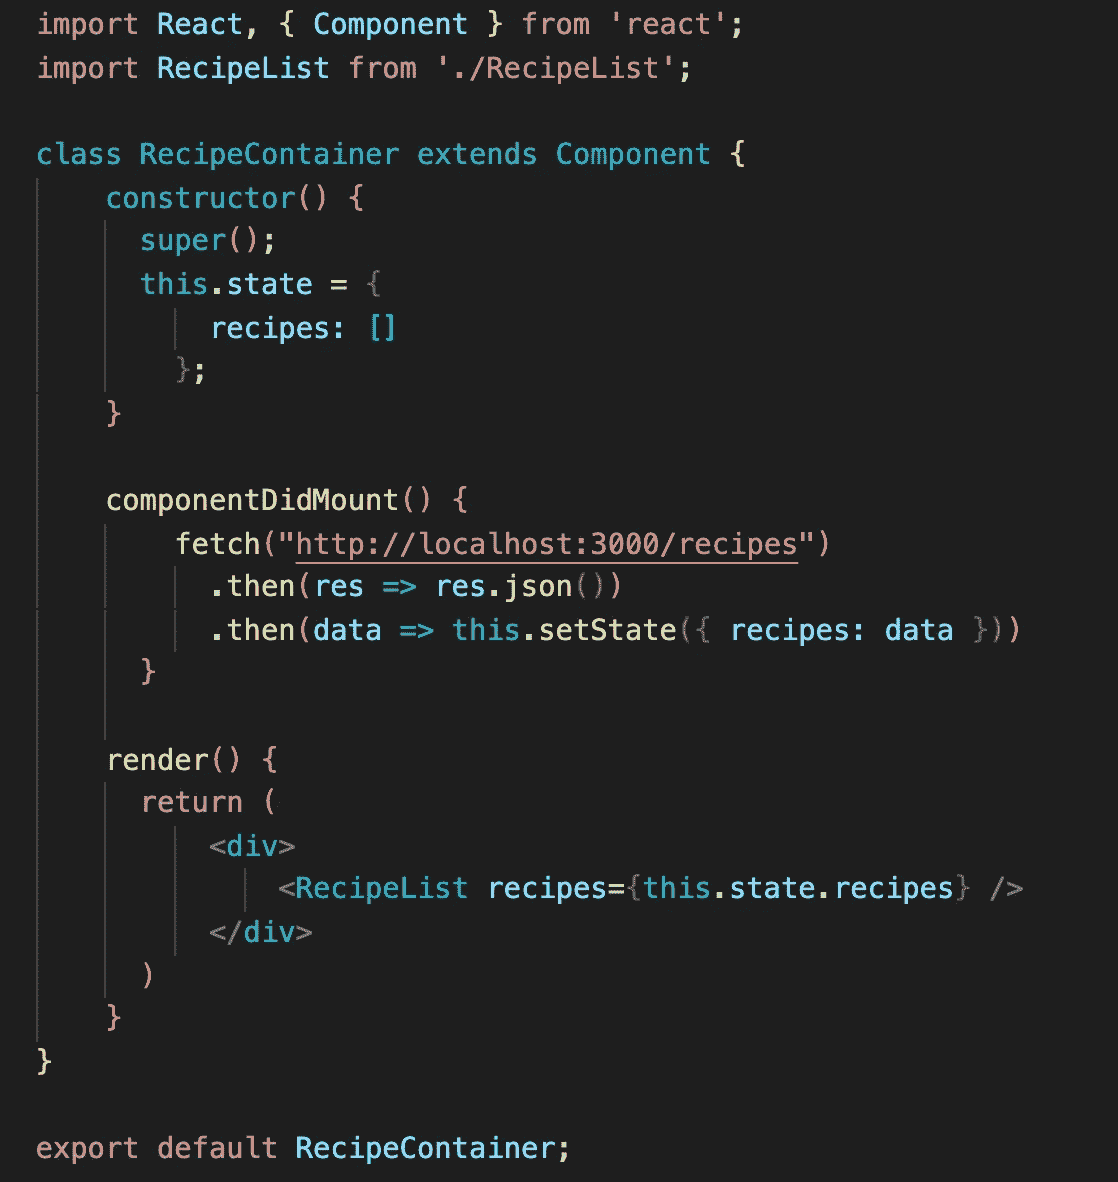 import React, { Component } from 'react';
import RecipeList from './RecipeList';

class RecipeContainer extends Component {
    constructor() {
      super();
      this.state = {
          recipes: []
        };
    }

    componentDidMount() {
        fetch("http://localhost:3000/recipes")
          .then(res => res.json())
          .then(data => this.setState({ recipes: data }))
      }

    render() {
      return (
          <div>
              <RecipeList recipes={this.state.recipes} />
          </div>
      )
    }
}

export default RecipeContainer;